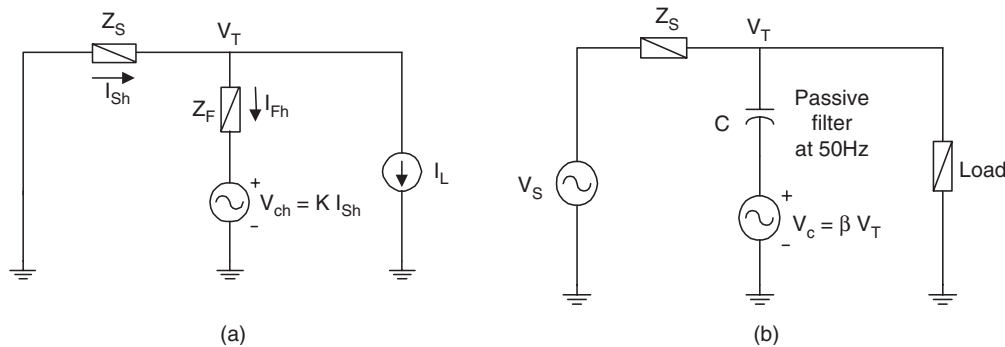 Z_S
V_T
I_Sh
Z_F
I_Fh
+
V_ch = K I_Sh
–
I_L
(a)
Z_S
V_T
C
Passive
filter
at 50Hz
V_S
+
V_c = β V_T
–
Load
(b)